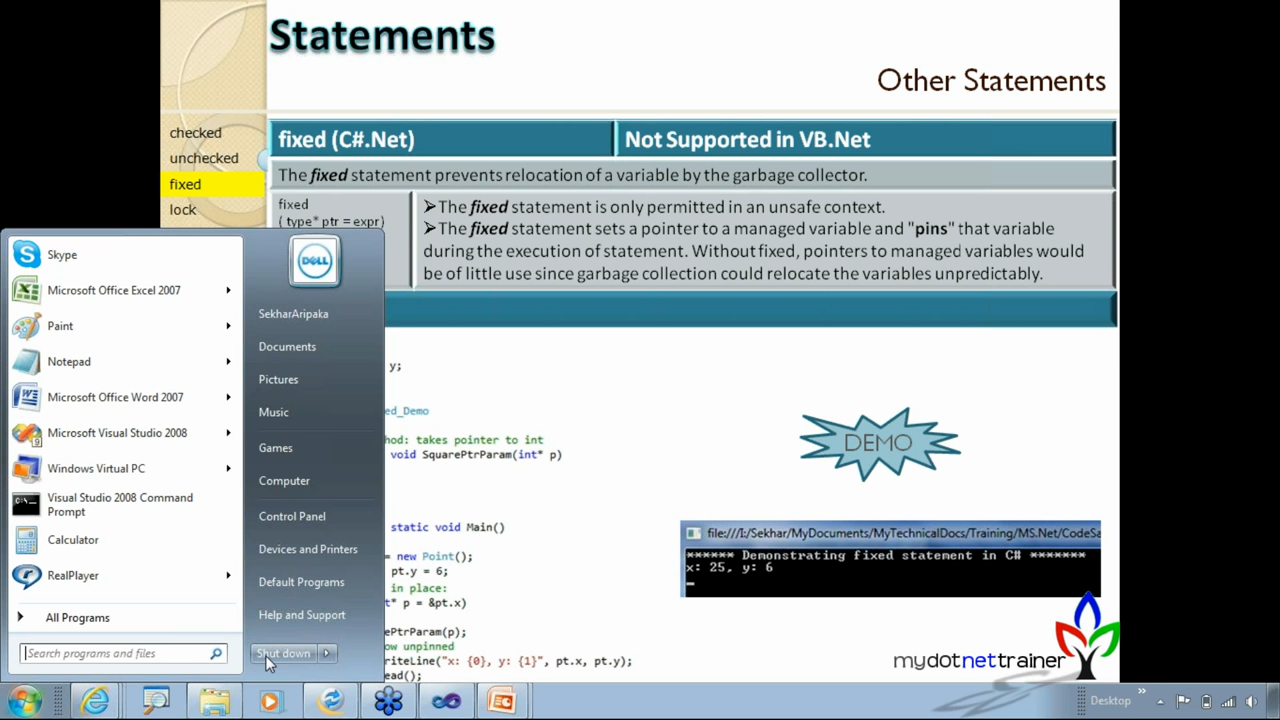 Statements
Other Statements
checked
unchecked
fixed
lock
fixed (C#.Net)
Not Supported in VB.Net
The fixed statement prevents relocation of a variable by the garbage collector.
fixed
( type* ptr = expr)
➢The fixed statement is only permitted in an unsafe context.
➢The fixed statement sets a pointer to a managed variable and "pins" that variable
during the execution of statement. Without fixed, pointers to managed variables would
be of little use since garbage collection could relocate the variables unpredictably.
Skype
Microsoft Office Excel 2007
Paint
Notepad
Microsoft Office Word 2007
Microsoft Visual Studio 2008
Windows Virtual PC
Visual Studio 2008 Command
Prompt
Calculator
RealPlayer
All Programs
Search programs and files
DELL
SekharAripaka
Documents
Pictures
Music
Games
Computer
Control Panel
Devices and Printers
Default Programs
Help and Support
Shut down
y;
ed_Demo
hod: takes pointer to int
void SquarePtrParam(int* p)
static void Main()
= new Point();
pt.y = 6;
in place:
t* p = &pt.x)
ePtrParam(p);
ow unpinned
riteLine("x: {0}, y: {1}", pt.x, pt.y);
ead();
DEMO
file:///I:/Sekhar/MyDocuments/MyTechnicalDocs/Training/MS.Net/CodeSa
****** Demonstrating fixed statement in C# *******
x: 25, y: 6
mydotnettrainer
Desktop